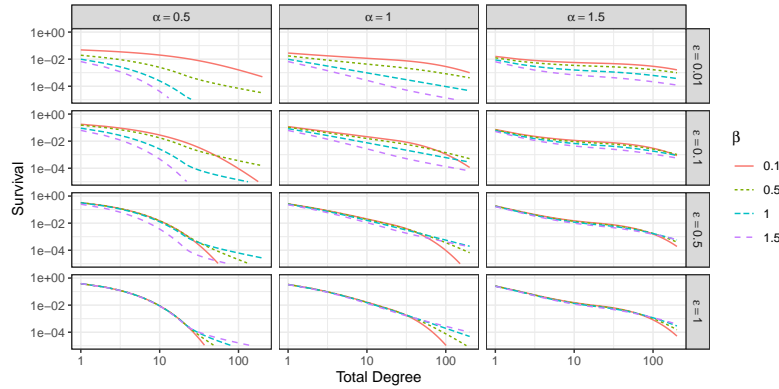 α = 0.5
α = 1
α = 1.5
1e+00
1e−02
1e−04
ε = 0.01
1e+00
1e−02
1e−04
ε = 0.1
1e+00
1e−02
1e−04
ε = 0.5
1e+00
1e−02
1e−04
ε = 1
Survival
1 10 100
1 10 100
1 10 100
Total Degree
β
0.1
0.5
1
1.5